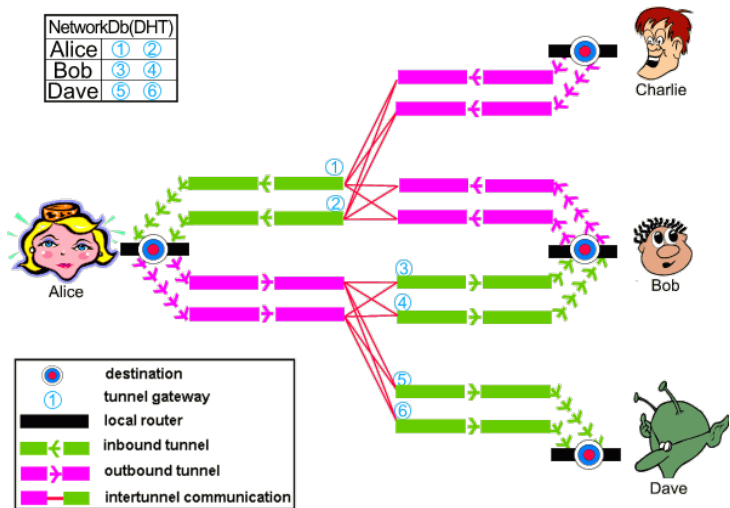 NetworkDb(DHT)
Alice ① ②
Bob ③ ④
Dave ⑤ ⑥
Charlie
①
②
Alice
③
④
Bob
⑤
⑥
destination
① tunnel gateway
local router
inbound tunnel
outbound tunnel
intertunnel communication
Dave